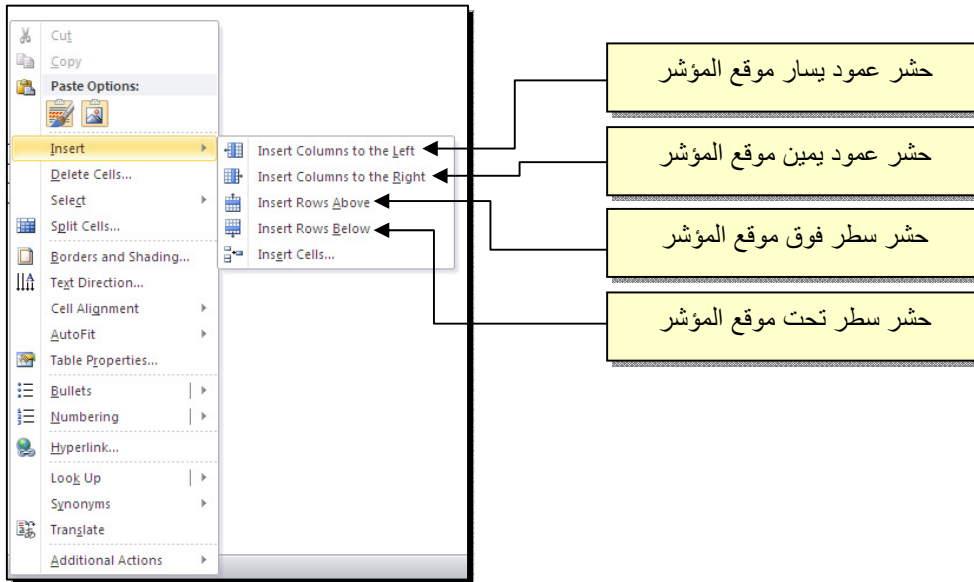 Cut
Copy
Paste Options:
Insert
Delete Cells...
Select
Split Cells...
Borders and Shading...
Text Direction...
Cell Alignment
AutoFit
Table Properties...
Bullets
Numbering
Hyperlink...
Look Up
Synonyms
Translate
Additional Actions
Insert Columns to the Left
Insert Columns to the Right
Insert Rows Above
Insert Rows Below
Insert Cells...
حشر عمود يسار موقع المؤشر
حشر عمود يمين موقع المؤشر
حشر سطر فوق موقع المؤشر
حشر سطر تحت موقع المؤشر